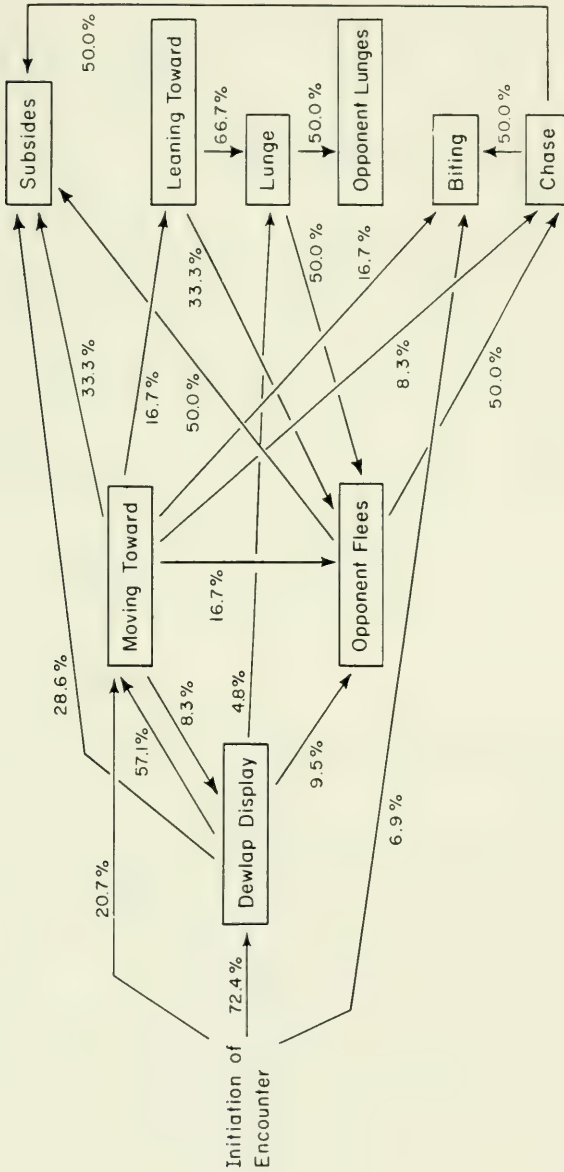 Initiation of
Encounter
72.4%
20.7%
6.9%
Dewlap Display
28.6%
57.1%
8.3%
4.8%
9.5%
Moving Toward
33.3%
16.7%
16.7%
16.7%
8.3%
Opponent Flees
50.0%
50.0%
Subsides
50.0%
Leaning Toward
66.7%
33.3%
Lunge
50.0%
50.0%
Opponent Lunges
Biting
50.0%
Chase